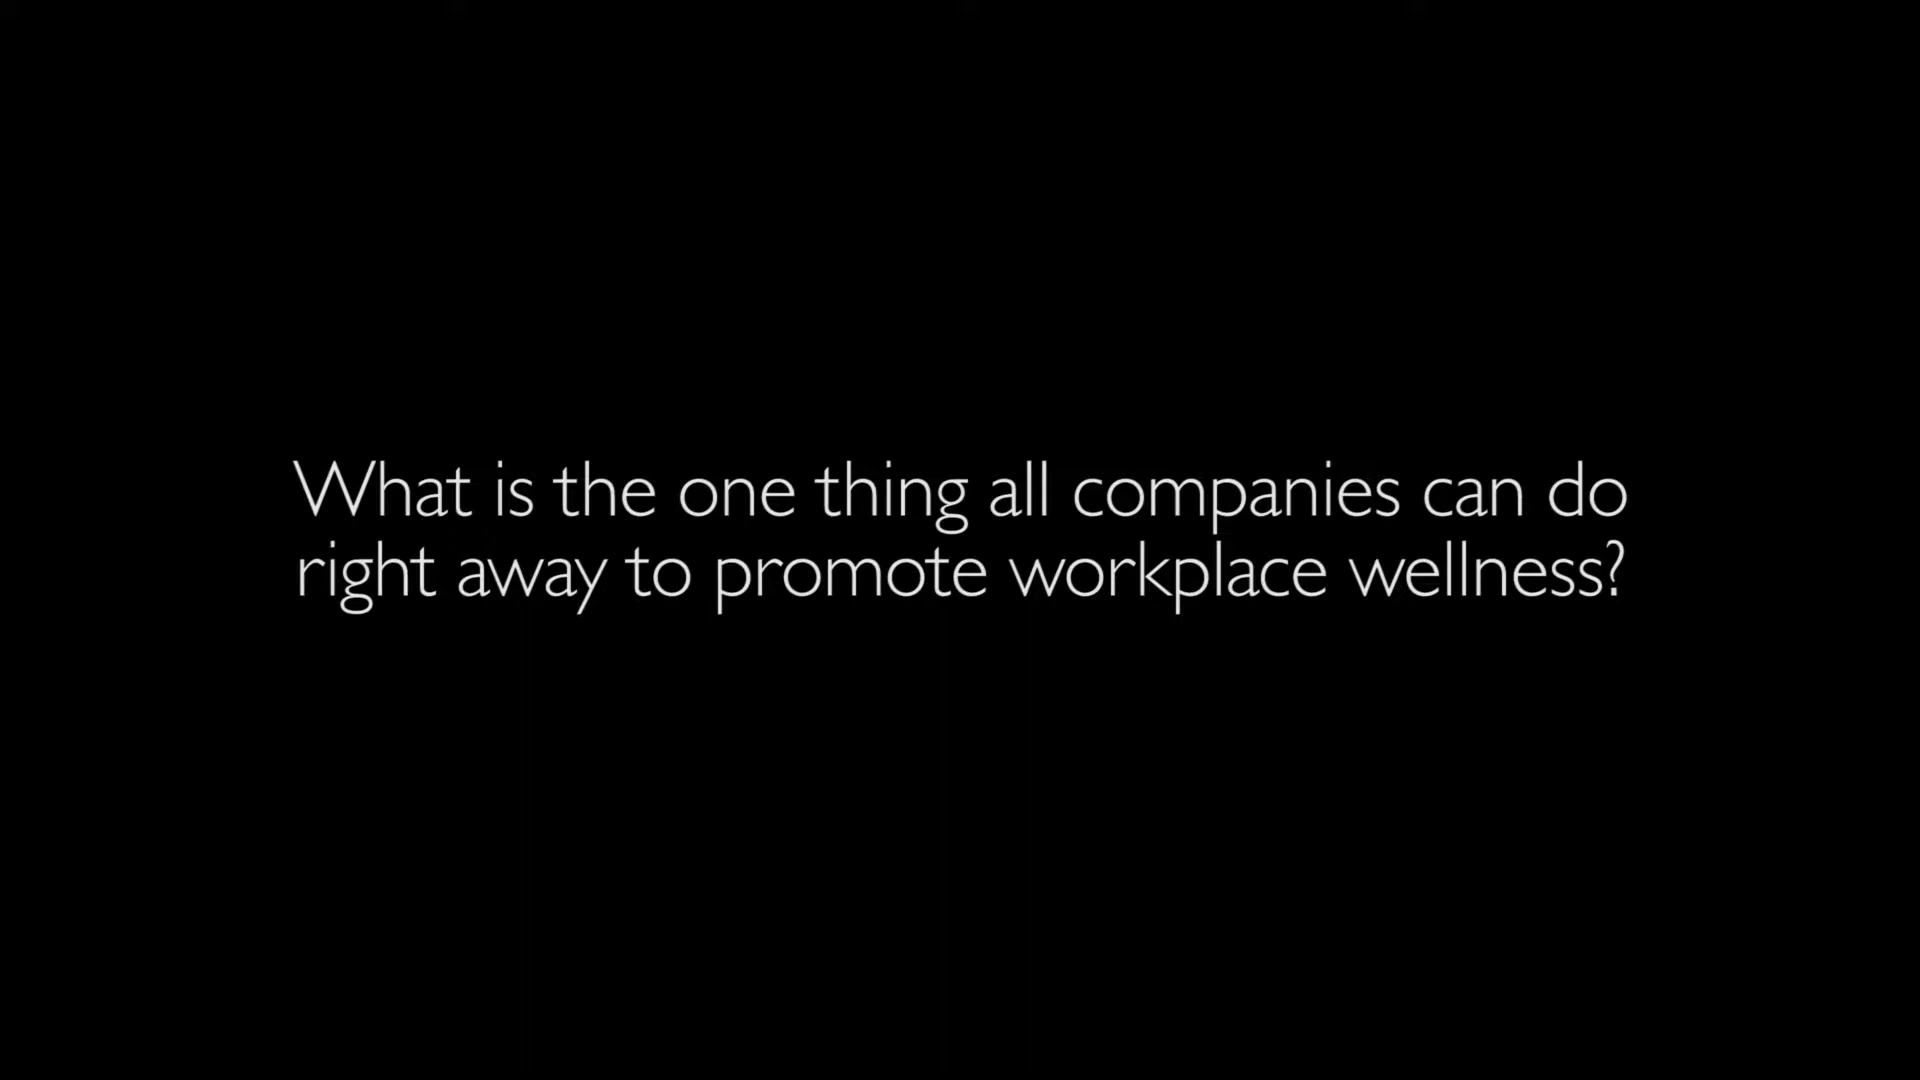 What is the one thing all companies can do
right away to promote workplace wellness?